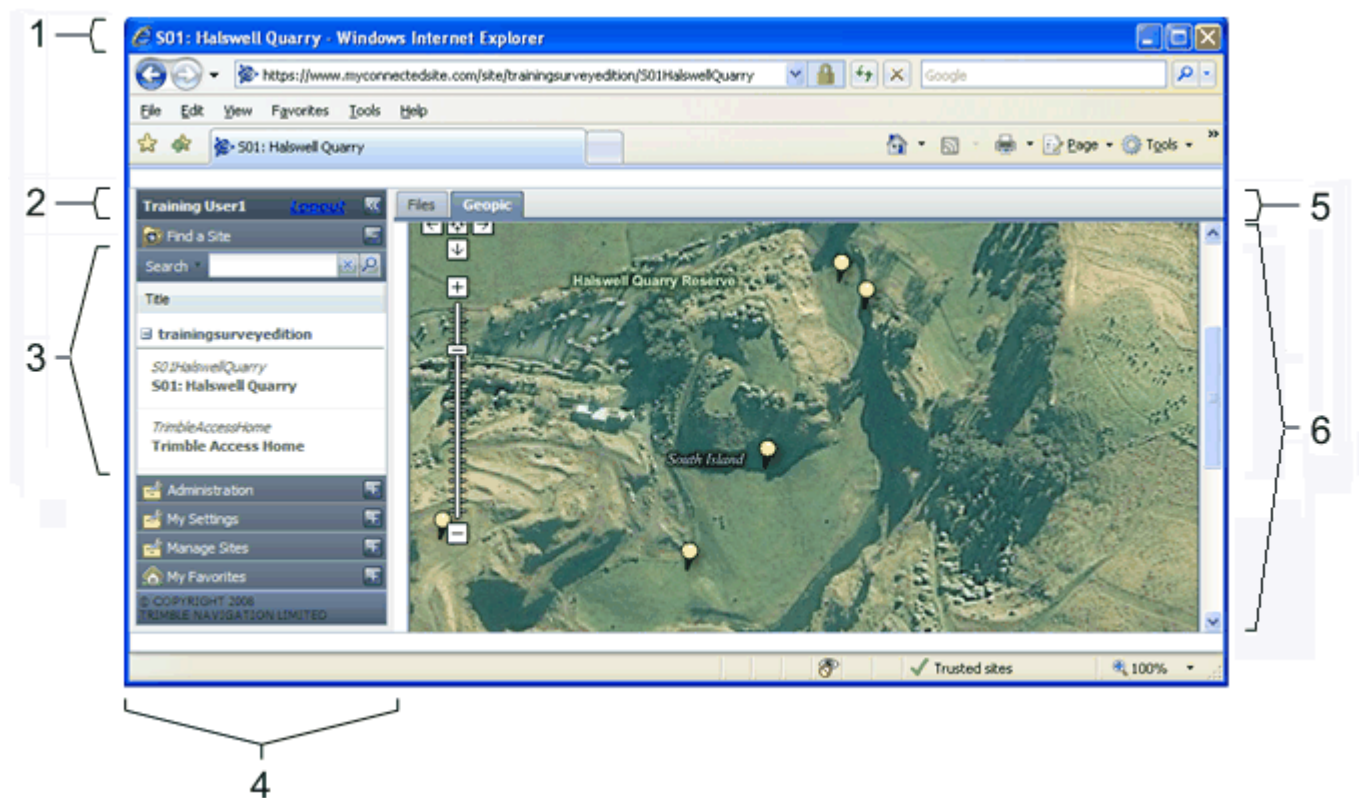 1
S01: Halswell Quarry - Windows Internet Explorer
https://www.myconnectedsite.com/site/trainingsurveyedition/S01HalswellQuarry
Google
File Edit View Favorites Tools Help
S01: Halswell Quarry
Page
Tools
2
Training User1 Logout
Files Geopic
5
Find a Site
Search
Title
trainingsurveyedition
3
S01HalswellQuarry
S01: Halswell Quarry
TrimbleAccessHome
Trimble Access Home
Administration
My Settings
Manage Sites
My Favorites
© COPYRIGHT 2008
TRIMBLE NAVIGATION LIMITED
Halswell Quarry Reserve
South Island
6
Trusted sites
100%
4